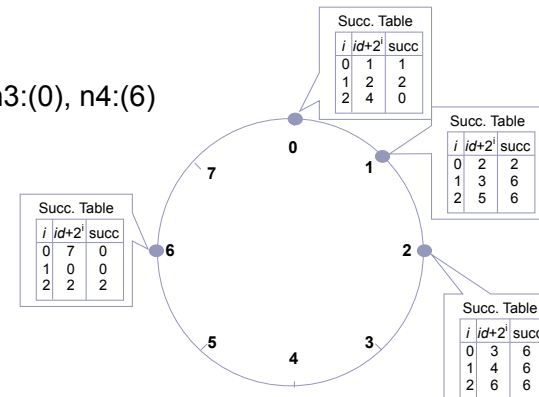 n3:(0), n4:(6)
Succ. Table
i id+2^i succ
0 1 1
1 2 2
2 4 0
Succ. Table
i id+2^i succ
0 2 2
1 3 6
2 5 6
Succ. Table
i id+2^i succ
0 7 0
1 0 0
2 2 2
Succ. Table
i id+2^i succ
0 3 6
1 4 6
2 6 6
0
1
2
3
4
5
6
7